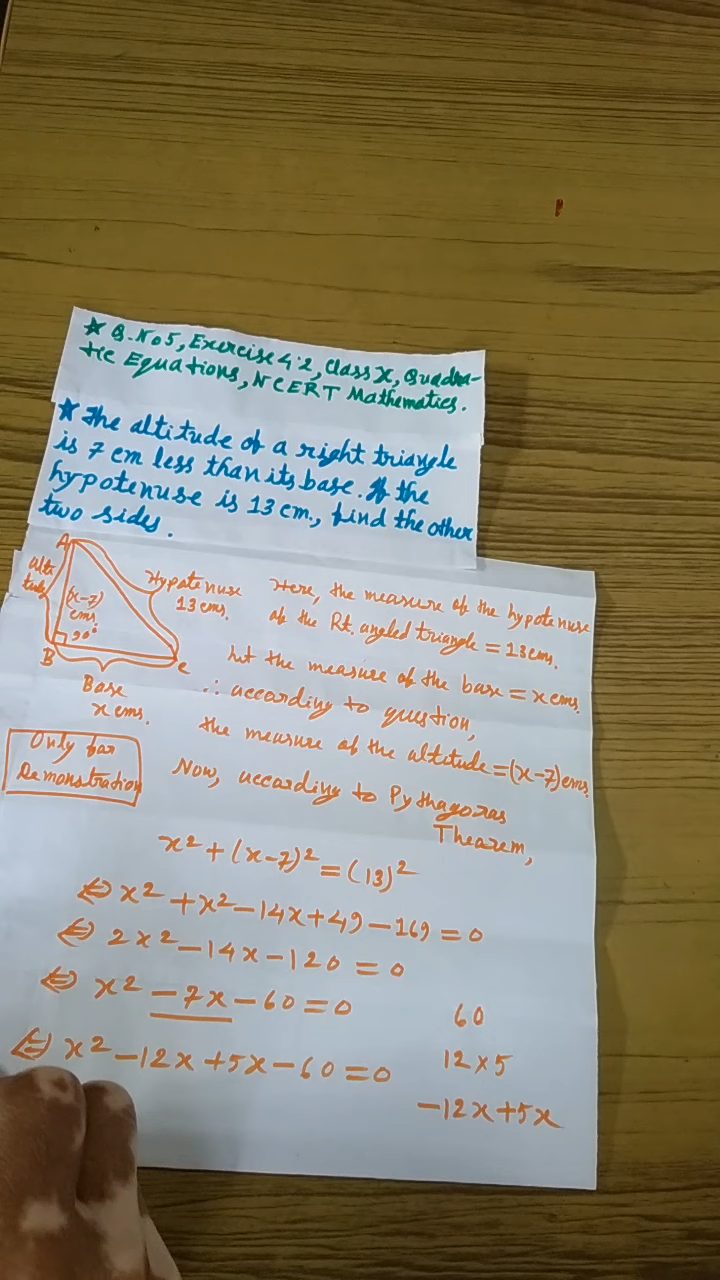 ★ Q. No 5, Exercise 4.2, Class X, Quadra-
tic Equations, NCERT Mathematics.
★ The altitude of a right triangle
is 7 cm less than its base. If the
hypotenuse is 13 cm, find the other
two sides.
A
Alti
tude
(x-7)
cms.
90°
B
C
Hypotenuse
13 cms.
Base
x cms.
Only for
Demonstration
Here, the measure of the hypotenuse
of the Rt. angled triangle = 13 cms.
Let the measure of the base = x cms.
∴ according to question,
the measure of the altitude = (x-7) cms.
Now, according to Pythagoras
Theorem,
x² + (x-7)² = (13)²
⇔ x² + x² - 14x + 49 - 169 = 0
⇔ 2x² - 14x - 120 = 0
⇔ x² - 7x - 60 = 0
⇔ x² - 12x + 5x - 60 = 0
60
12 x 5
-12x + 5x